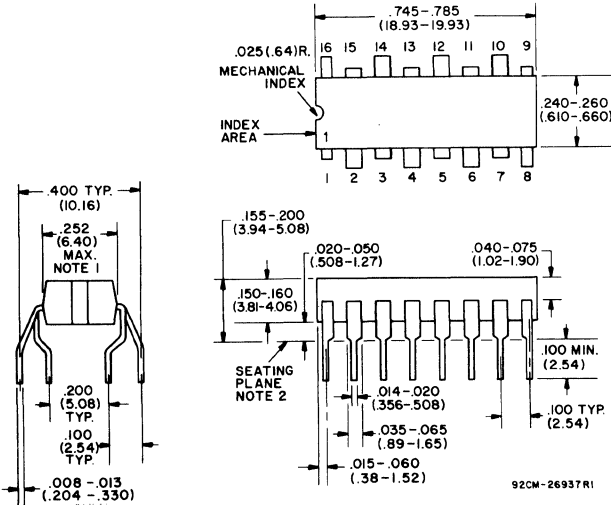 .745-.785
(18.93-19.93)
.025(.64)R.
16 15 14 13 12 11 10 9
MECHANICAL
INDEX
INDEX
AREA
1
.240-.260
(.610-.660)
1 2 3 4 5 6 7 8
.400 TYP.
(10.16)
.252
(6.40)
MAX.
NOTE 1
.155-.200
(3.94-5.08)
.020-.050
(.508-1.27)
.040-.075
(1.02-1.90)
.150-.160
(3.81-4.06)
SEATING
PLANE
NOTE 2
.100 MIN.
(2.54)
.014-.020
(.356-.508)
.100 TYP.
(2.54)
.035-.065
(.89-1.65)
.015-.060
(.38-1.52)
.200
(5.08)
TYP.
.100
(2.54)
TYP.
.008 -.013
(.204 -.330)
92CM-26937R1